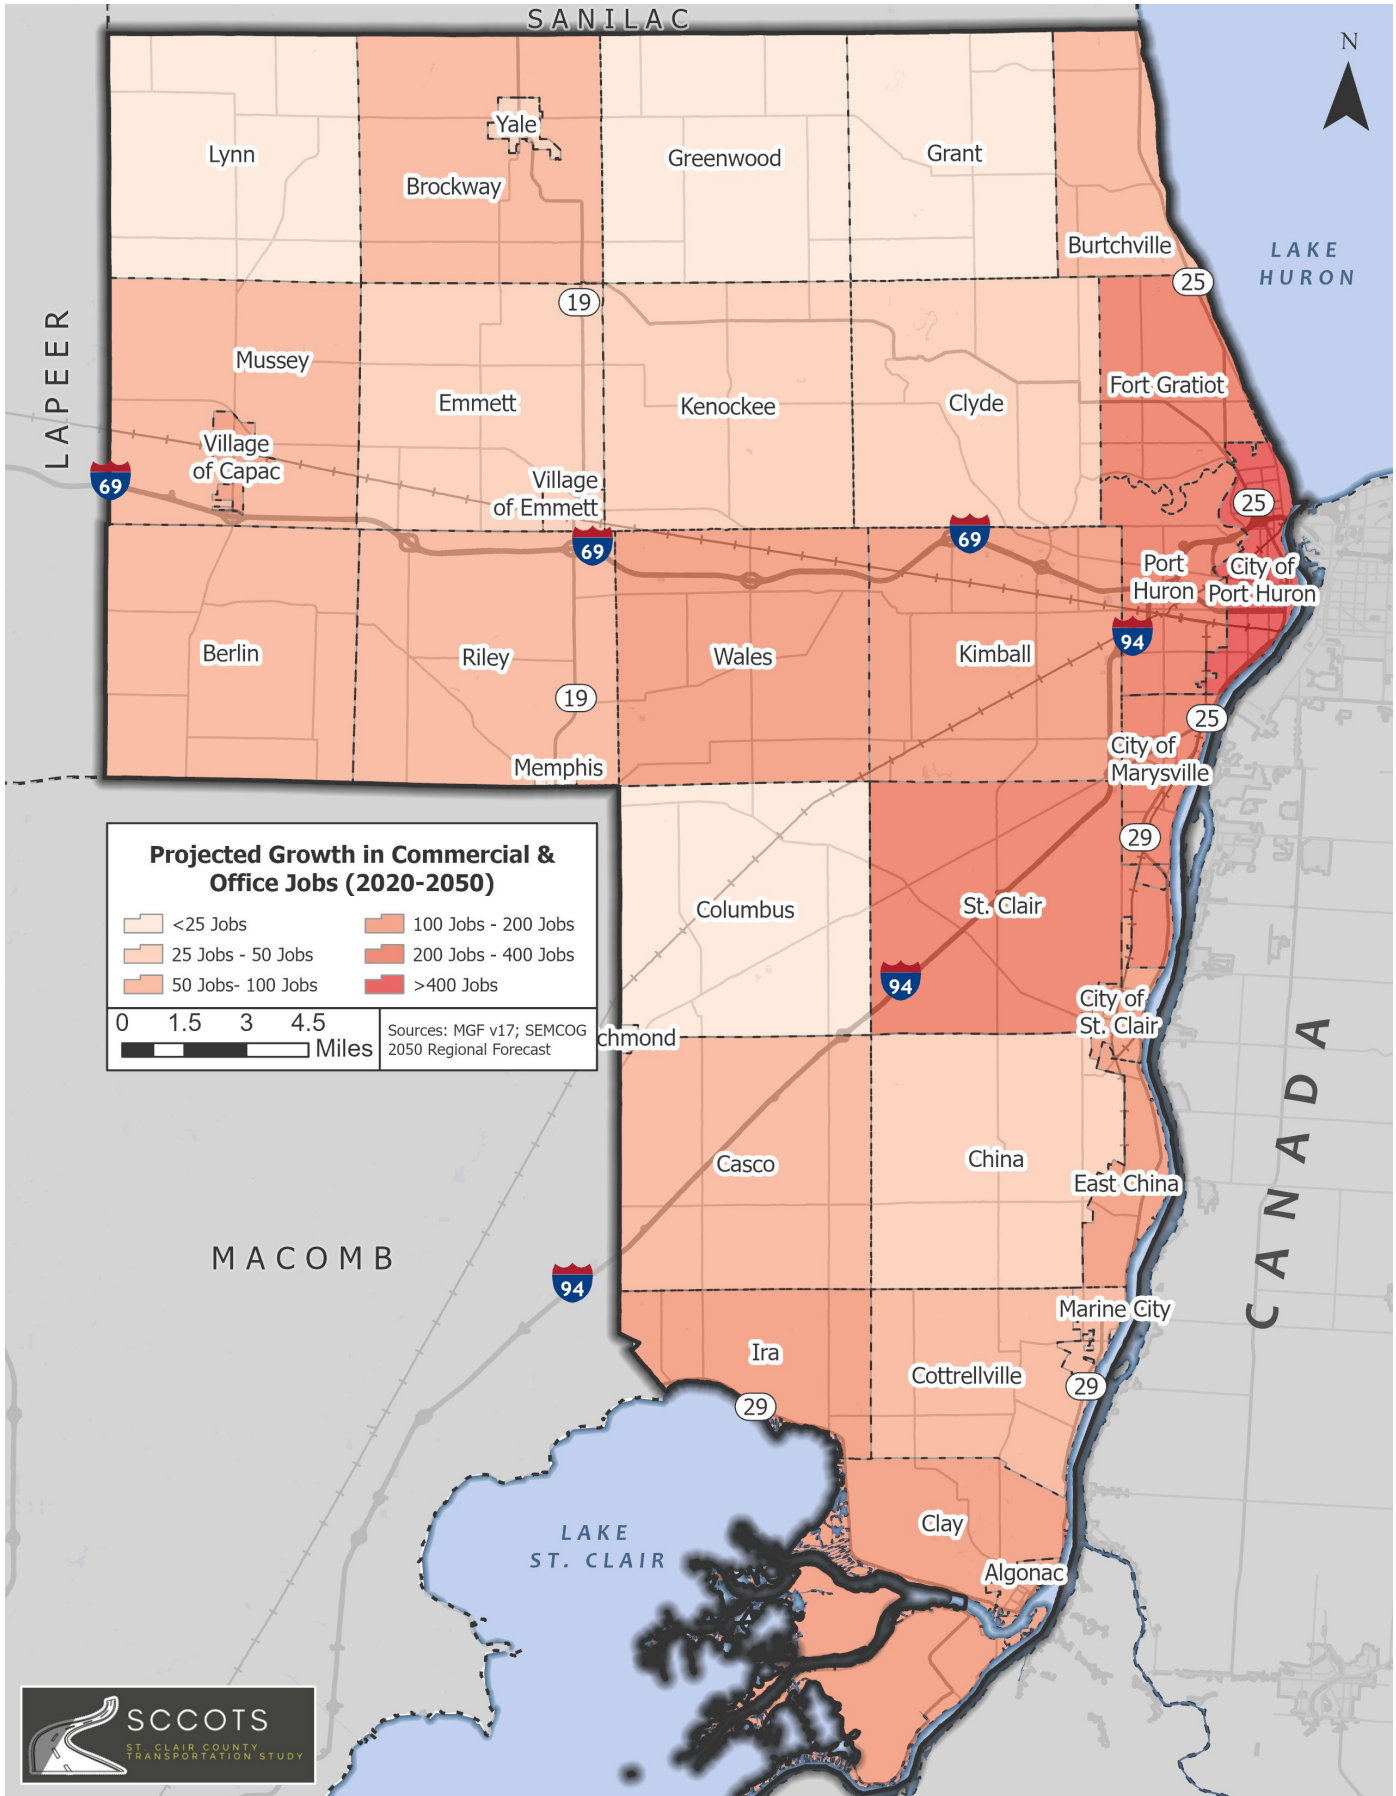 SANILAC
N
Yale
Lynn
Greenwood
Grant
Brockway
Burtchville
LAKE
HURON
25
19
LAPEER
Mussey
Emmett
Kenockee
Clyde
Fort Gratiot
Village
of Capac
Village
of Emmett
69
25
69
69
Port
Huron
City of
Port Huron
94
Berlin
Riley
Wales
Kimball
19
25
Memphis
City of
Marysville
29
Projected Growth in Commercial &
Office Jobs (2020-2050)
<25 Jobs
100 Jobs - 200 Jobs
25 Jobs - 50 Jobs
200 Jobs - 400 Jobs
50 Jobs- 100 Jobs
>400 Jobs
0 1.5 3 4.5
Miles
Sources: MGF v17; SEMCOG
2050 Regional Forecast
Columbus
St. Clair
94
City of
St. Clair
chmond
CANADA
Casco
China
East China
MACOMB
94
Marine City
Ira
Cottrellville
29
29
LAKE
ST. CLAIR
Clay
Algonac
SCCOTS
ST. CLAIR COUNTY
TRANSPORTATION STUDY